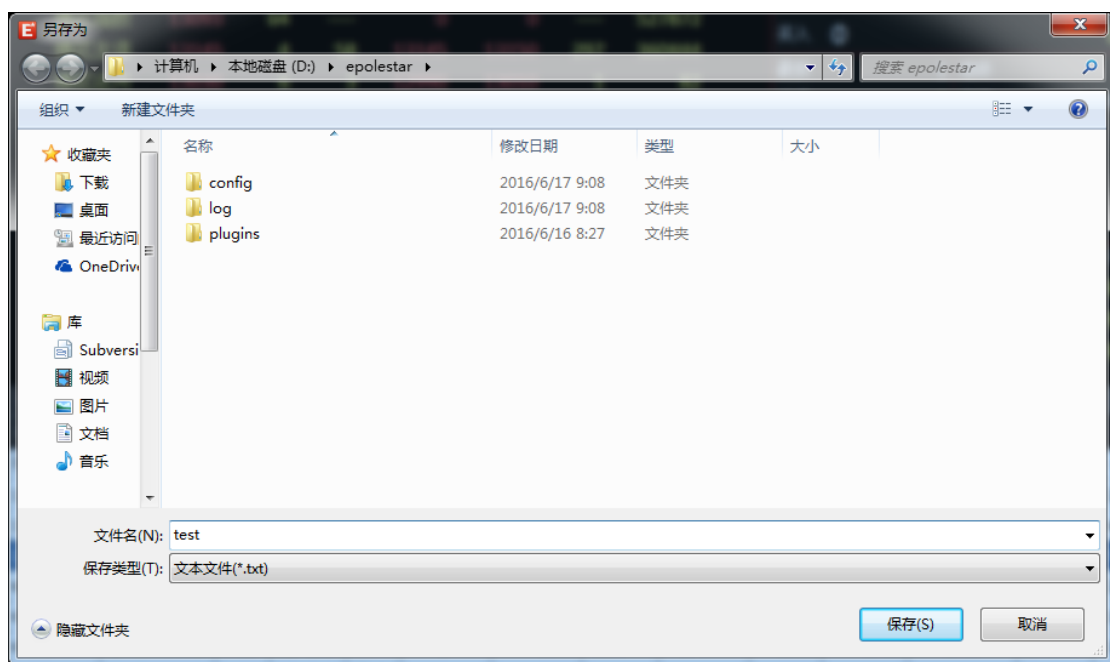 另存为
计算机 本地磁盘 (D:) epolestar
搜索 epolestar
组织 新建文件夹
名称 修改日期 类型 大小
收藏夹
下载
桌面
最近访问
OneDriv
库
Subversi
视频
图片
文档
音乐
config 2016/6/17 9:08 文件夹
log 2016/6/17 9:08 文件夹
plugins 2016/6/16 8:27 文件夹
文件名(N): test
保存类型(T): 文本文件(*.txt)
隐藏文件夹
保存(S) 取消